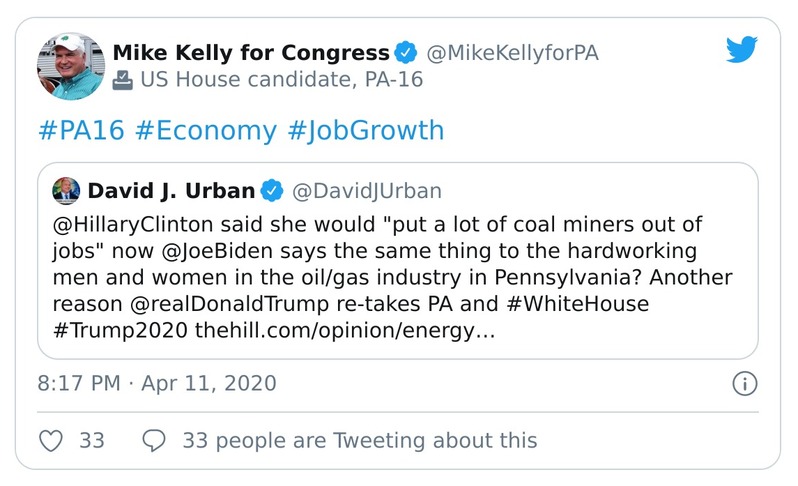 Mike Kelly for Congress @MikeKellyforPA
US House candidate, PA-16
#PA16 #Economy #JobGrowth
David J. Urban @DavidJUrban
@HillaryClinton said she would "put a lot of coal miners out of
jobs" now @JoeBiden says the same thing to the hardworking
men and women in the oil/gas industry in Pennsylvania? Another
reason @realDonaldTrump re-takes PA and #WhiteHouse
#Trump2020 thehill.com/opinion/energy…
8:17 PM · Apr 11, 2020
33 33 people are Tweeting about this